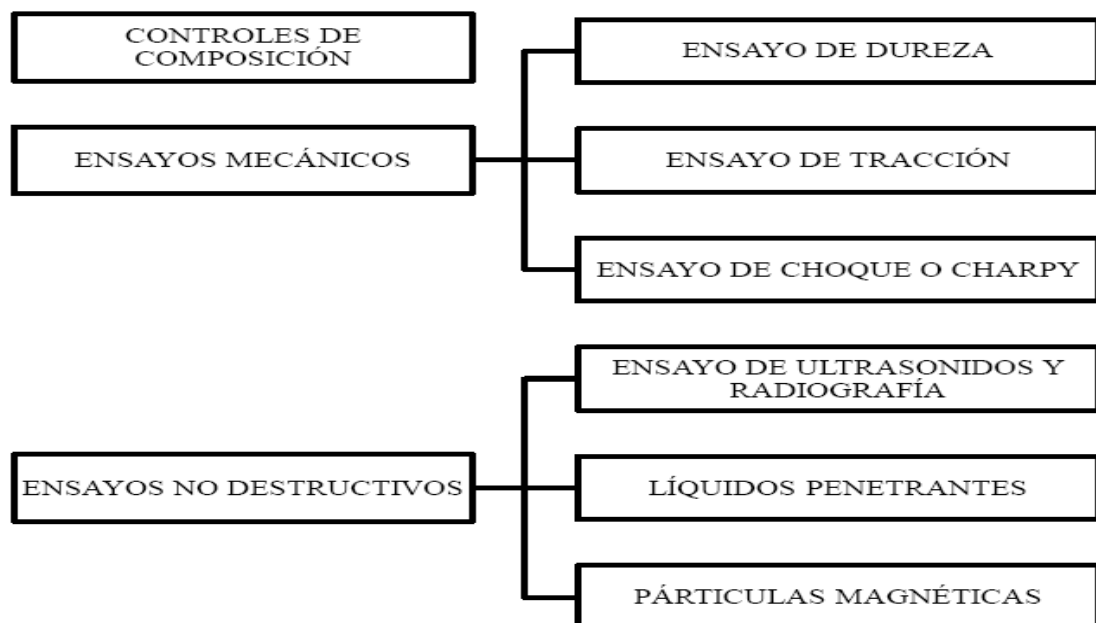 CONTROLES DE
COMPOSICIÓN
ENSAYOS MECÁNICOS
ENSAYO DE DUREZA
ENSAYO DE TRACCIÓN
ENSAYO DE CHOQUE O CHARPY
ENSAYOS NO DESTRUCTIVOS
ENSAYO DE ULTRASONIDOS Y
RADIOGRAFÍA
LÍQUIDOS PENETRANTES
PÁRTICULAS MAGNÉTICAS